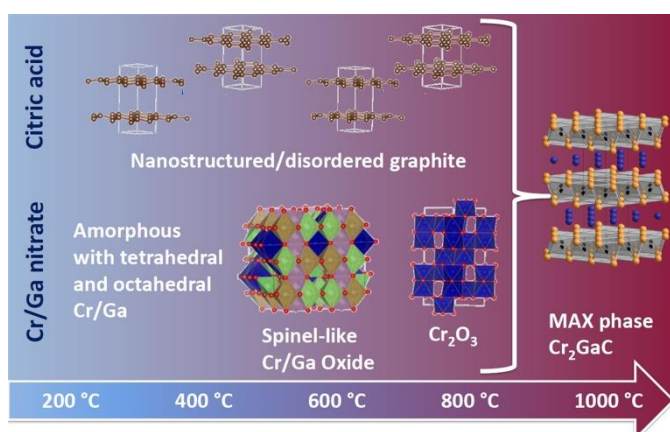 Citric acid
Nanostructured/disordered graphite
Cr/Ga nitrate
Amorphous
with tetrahedral
and octahedral
Cr/Ga
Spinel-like
Cr/Ga Oxide
Cr₂O₃
MAX phase
Cr₂GaC
200 °C 400 °C 600 °C 800 °C 1000 °C